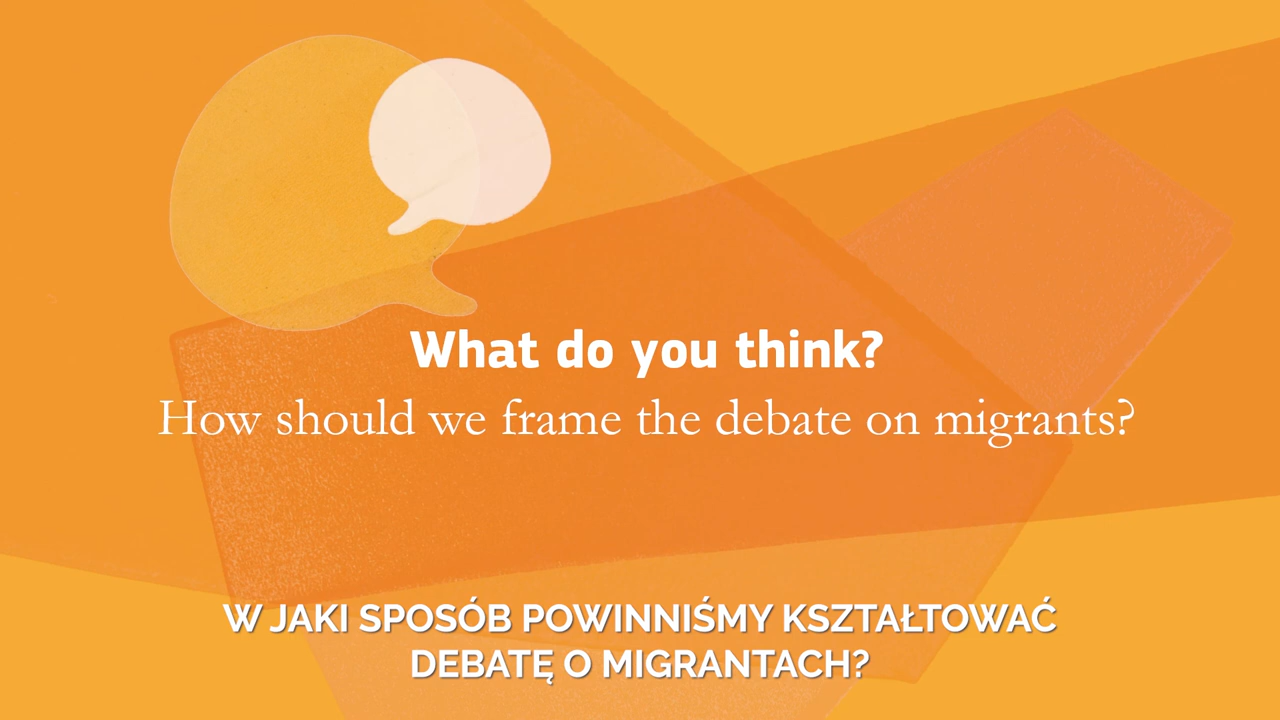 What do you think?
How should we frame the debate on migrants?
W JAKI SPOSÓB POWINNIŚMY KSZTAŁTOWAĆ
DEBATĘ O MIGRANTACH?